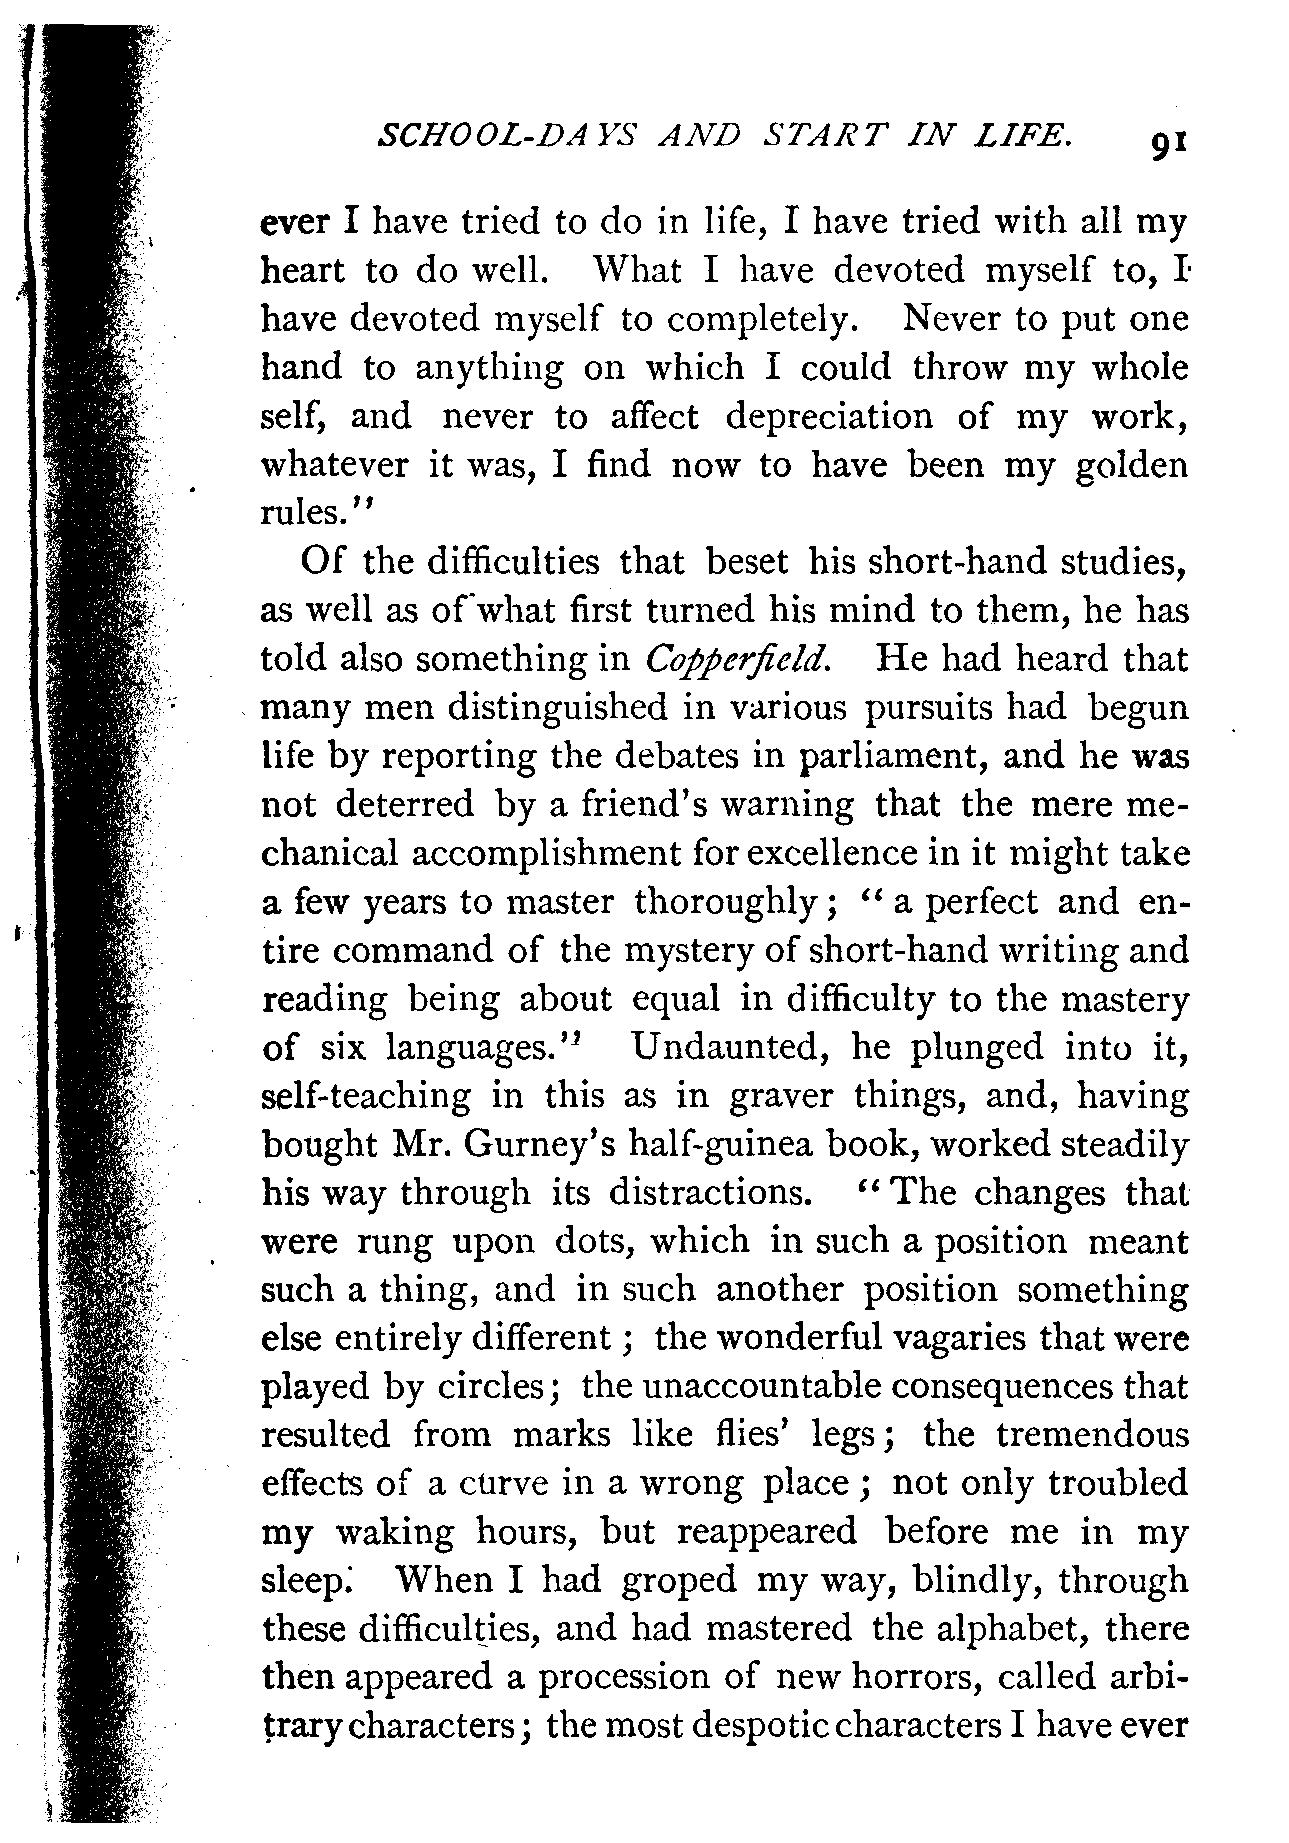 SCHOOL-DAYS AND START IN LIFE. 91
ever I have tried to do in life, I have tried with all my
heart to do well. What I have devoted myself to, I
have devoted myself to completely. Never to put one
hand to anything on which I could throw my whole
self, and never to affect depreciation of my work,
whatever it was, I find now to have been my golden
rules."
Of the difficulties that beset his short-hand studies,
as well as of what first turned his mind to them, he has
told also something in Copperfield. He had heard that
many men distinguished in various pursuits had begun
life by reporting the debates in parliament, and he was
not deterred by a friend's warning that the mere me-
chanical accomplishment for excellence in it might take
a few years to master thoroughly; "a perfect and en-
tire command of the mystery of short-hand writing and
reading being about equal in difficulty to the mastery
of six languages." Undaunted, he plunged into it,
self-teaching in this as in graver things, and, having
bought Mr. Gurney's half-guinea book, worked steadily
his way through its distractions. "The changes that
were rung upon dots, which in such a position meant
such a thing, and in such another position something
else entirely different; the wonderful vagaries that were
played by circles; the unaccountable consequences that
resulted from marks like flies' legs; the tremendous
effects of a curve in a wrong place; not only troubled
my waking hours, but reappeared before me in my
sleep. When I had groped my way, blindly, through
these difficulties, and had mastered the alphabet, there
then appeared a procession of new horrors, called arbi-
trary characters; the most despotic characters I have ever